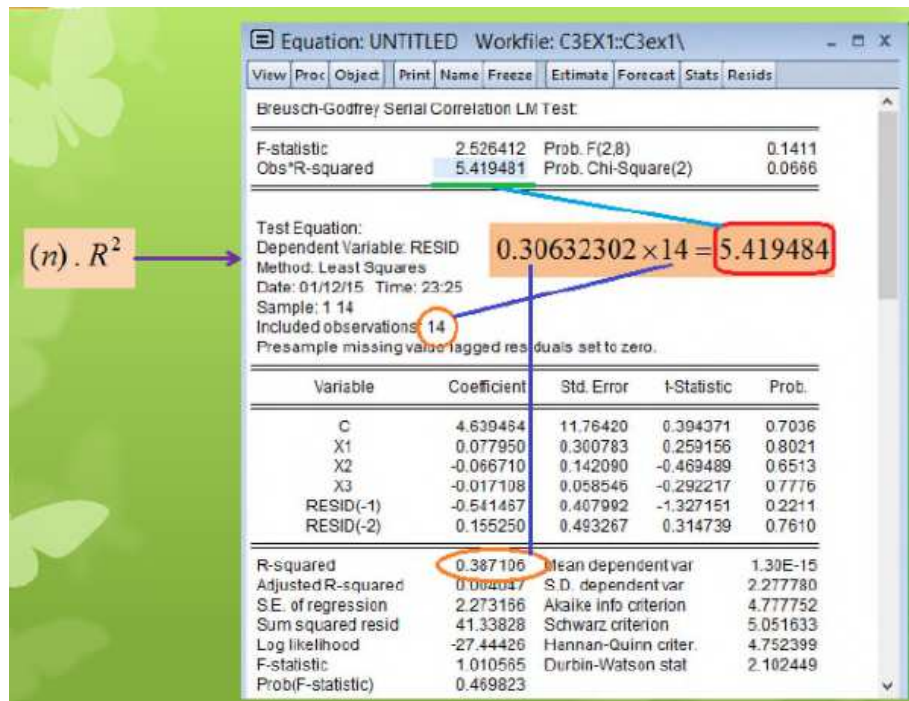 Equation: UNTITLED Workfile: C3EX1::C3ex1\
View Proc Object Print Name Freeze Estimate Forecast Stats Resids
Breusch-Godfrey Serial Correlation LM Test:
F-statistic 2.526412 Prob. F(2,8) 0.1411
Obs*R-squared 5.419481 Prob. Chi-Square(2) 0.0666
(n) . R²
0.30632302 × 14 = 5.419484
Test Equation:
Dependent Variable: RESID
Method: Least Squares
Date: 01/12/15 Time: 23:25
Sample: 1 14
Included observations: 14
Presample missing value lagged residuals set to zero.
Variable Coefficient Std. Error t-Statistic Prob.
C 4.639464 11.76420 0.394371 0.7036
X1 0.077950 0.300783 0.259156 0.8021
X2 -0.066710 0.142090 -0.469489 0.6513
X3 -0.017108 0.058546 -0.292217 0.7776
RESID(-1) -0.541467 0.407992 -1.327151 0.2211
RESID(-2) 0.155250 0.493267 0.314739 0.7610
R-squared 0.387106 Mean dependent var 1.30E-15
Adjusted R-squared 0.004047 S.D. dependent var 2.277780
S.E. of regression 2.273166 Akaike info criterion 4.777752
Sum squared resid 41.33828 Schwarz criterion 5.051633
Log likelihood -27.44426 Hannan-Quinn criter. 4.752399
F-statistic 1.010565 Durbin-Watson stat 2.102449
Prob(F-statistic) 0.469823